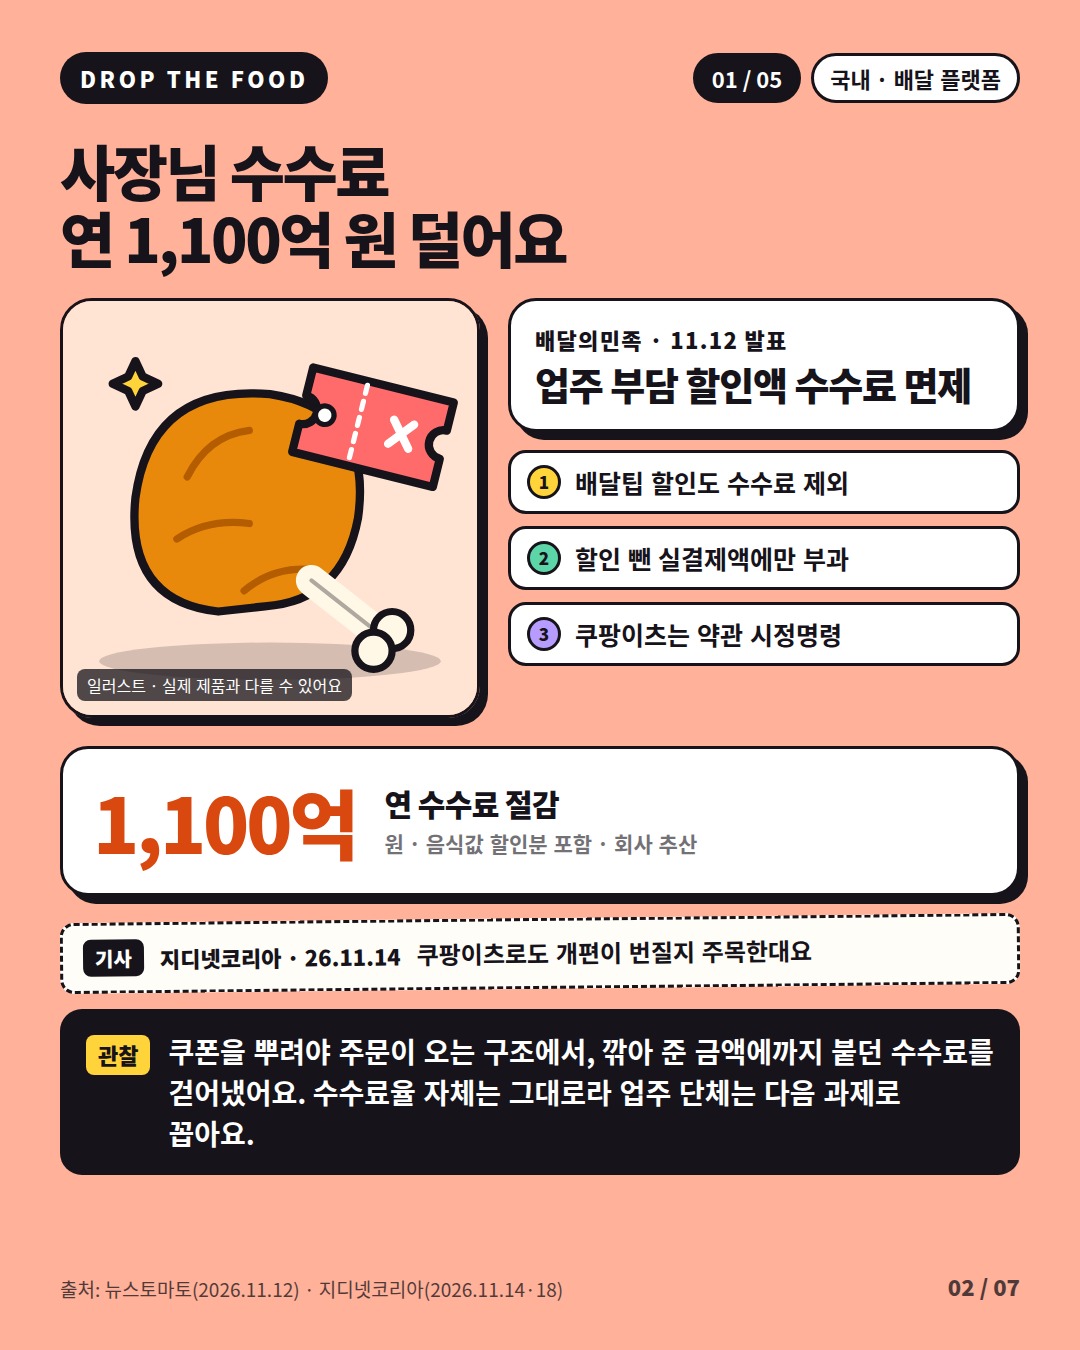 DROP THE FOOD
01 / 05
국내 · 배달 플랫폼
사장님 수수료
연 1,100억 원 덜어요
배달의민족 · 11.12 발표
업주 부담 할인액 수수료 면제
1 배달팁 할인도 수수료 제외
2 할인 뺀 실결제액에만 부과
3 쿠팡이츠는 약관 시정명령
일러스트 · 실제 제품과 다를 수 있어요
1,100억
연 수수료 절감
원 · 음식값 할인분 포함 · 회사 추산
기사 지디넷코리아 · 26.11.14 쿠팡이츠로도 개편이 번질지 주목한대요
관찰 쿠폰을 뿌려야 주문이 오는 구조에서, 깎아 준 금액에까지 붙던 수수료를
걷어냈어요. 수수료율 자체는 그대로라 업주 단체는 다음 과제로
꼽아요.
출처: 뉴스토마토(2026.11.12) · 지디넷코리아(2026.11.14·18)
02 / 07